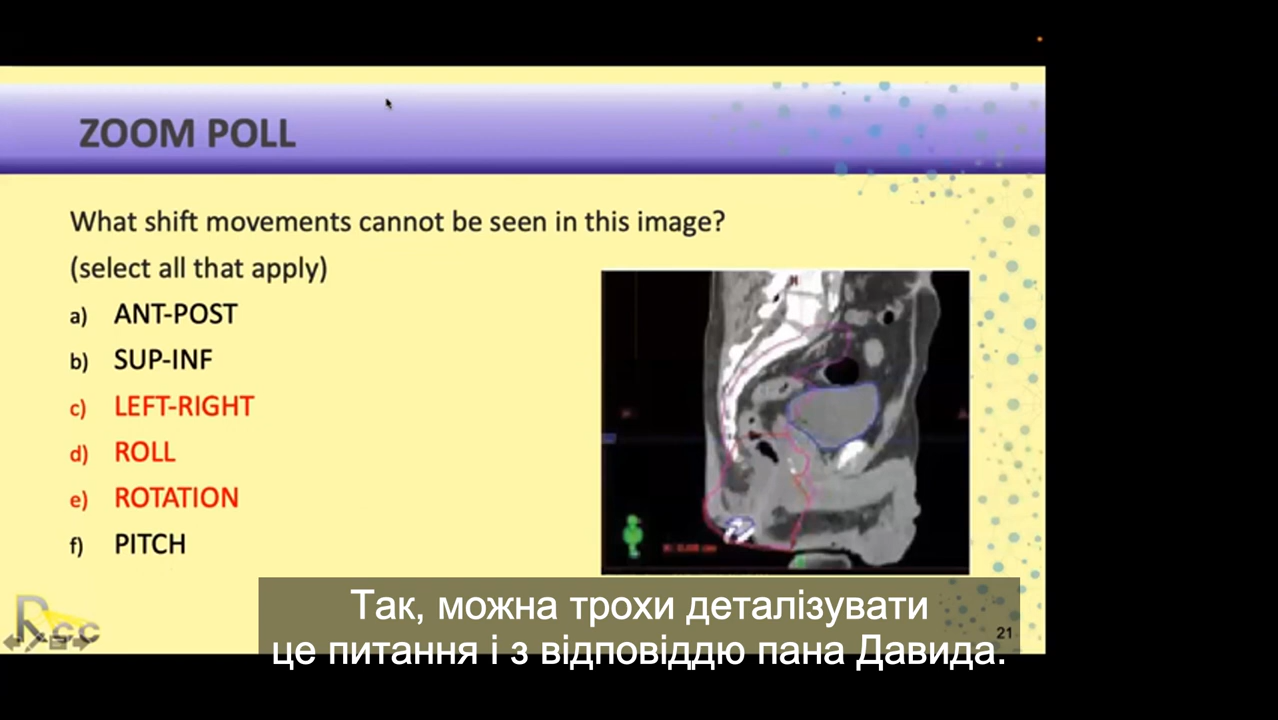 ZOOM POLL
What shift movements cannot be seen in this image?
(select all that apply)
a) ANT-POST
b) SUP-INF
c) LEFT-RIGHT
d) ROLL
e) ROTATION
f) PITCH
H
21
Так, можна трохи деталізувати
це питання і з відповіддю пана Давида.